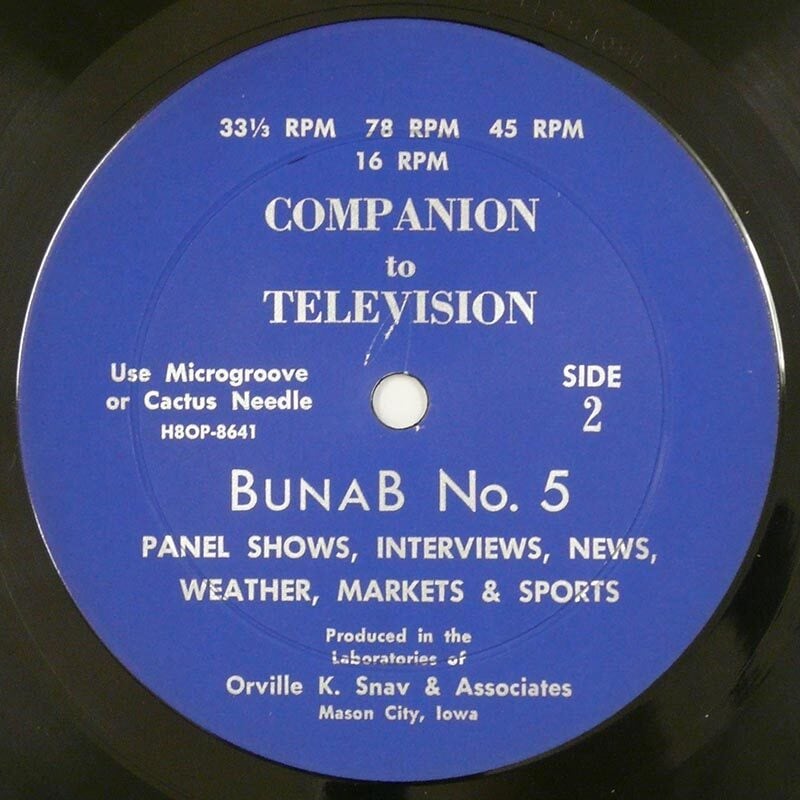 33⅓ RPM 78 RPM 45 RPM
16 RPM
COMPANION
to
TELEVISION
Use Microgroove
or Cactus Needle
H8OP-8641
SIDE
2
BUNAB No. 5
PANEL SHOWS, INTERVIEWS, NEWS,
WEATHER, MARKETS & SPORTS
Produced in the
Laboratories of
Orville K. Snav & Associates
Mason City, Iowa